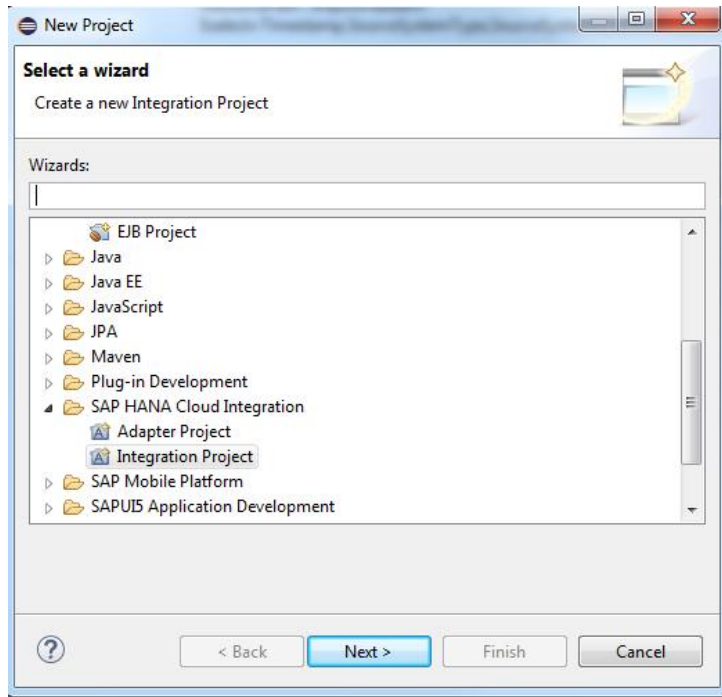 New Project
Select a wizard
Create a new Integration Project
Wizards:
EJB Project
Java
Java EE
JavaScript
JPA
Maven
Plug-in Development
SAP HANA Cloud Integration
Adapter Project
Integration Project
SAP Mobile Platform
SAPUI5 Application Development
? < Back Next > Finish Cancel